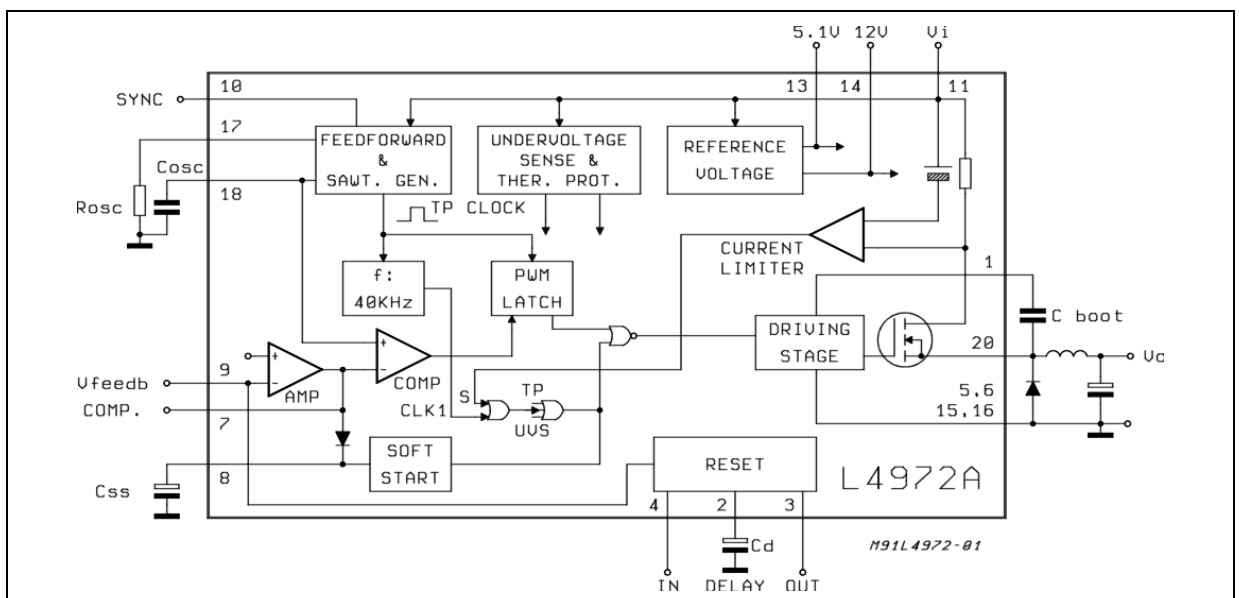 5.1V 12V Vi
10 13 14 11
SYNC
17
FEEDFORWARD
&
SAWT. GEN.
UNDERVOLTAGE
SENSE &
THER. PROT.
REFERENCE
VOLTAGE
Cosc
18
Rosc
TP CLOCK
CURRENT
LIMITER
1
f:
40KHz
PWM
LATCH
DRIVING
STAGE
C boot
20
Vo
+
-
AMP
+
-
COMP
9
Vfeedb
COMP.
7
S
CLK1
TP
UVS
5,6
15,16
SOFT
START
8
Css
RESET
L4972A
4 2 3
Cd
M91L4972-01
IN DELAY OUT